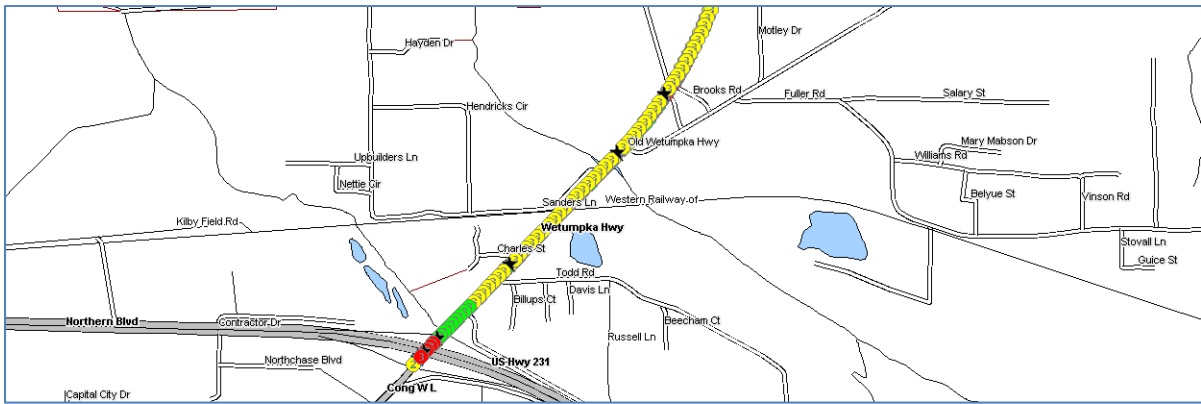 Motley Dr
Hayden Dr
Brooks Rd
Fuller Rd
Salary St
Hendricks Cir
Old Wetumpka Hwy
Mary Mabson Dr
Upbuilders Ln
Williams Rd
Nettie Cir
Belyue St
Vinson Rd
Sanders Ln
Western Railway of
Kilby Field Rd
Wetumpka Hwy
Charles St
Stovall Ln
Guice St
Todd Rd
Billups Ct
Davis Ln
Northern Blvd
Contractor Dr
Beecham Ct
Russell Ln
Northchase Blvd
US Hwy 231
2
Cong W L
Capital City Dr